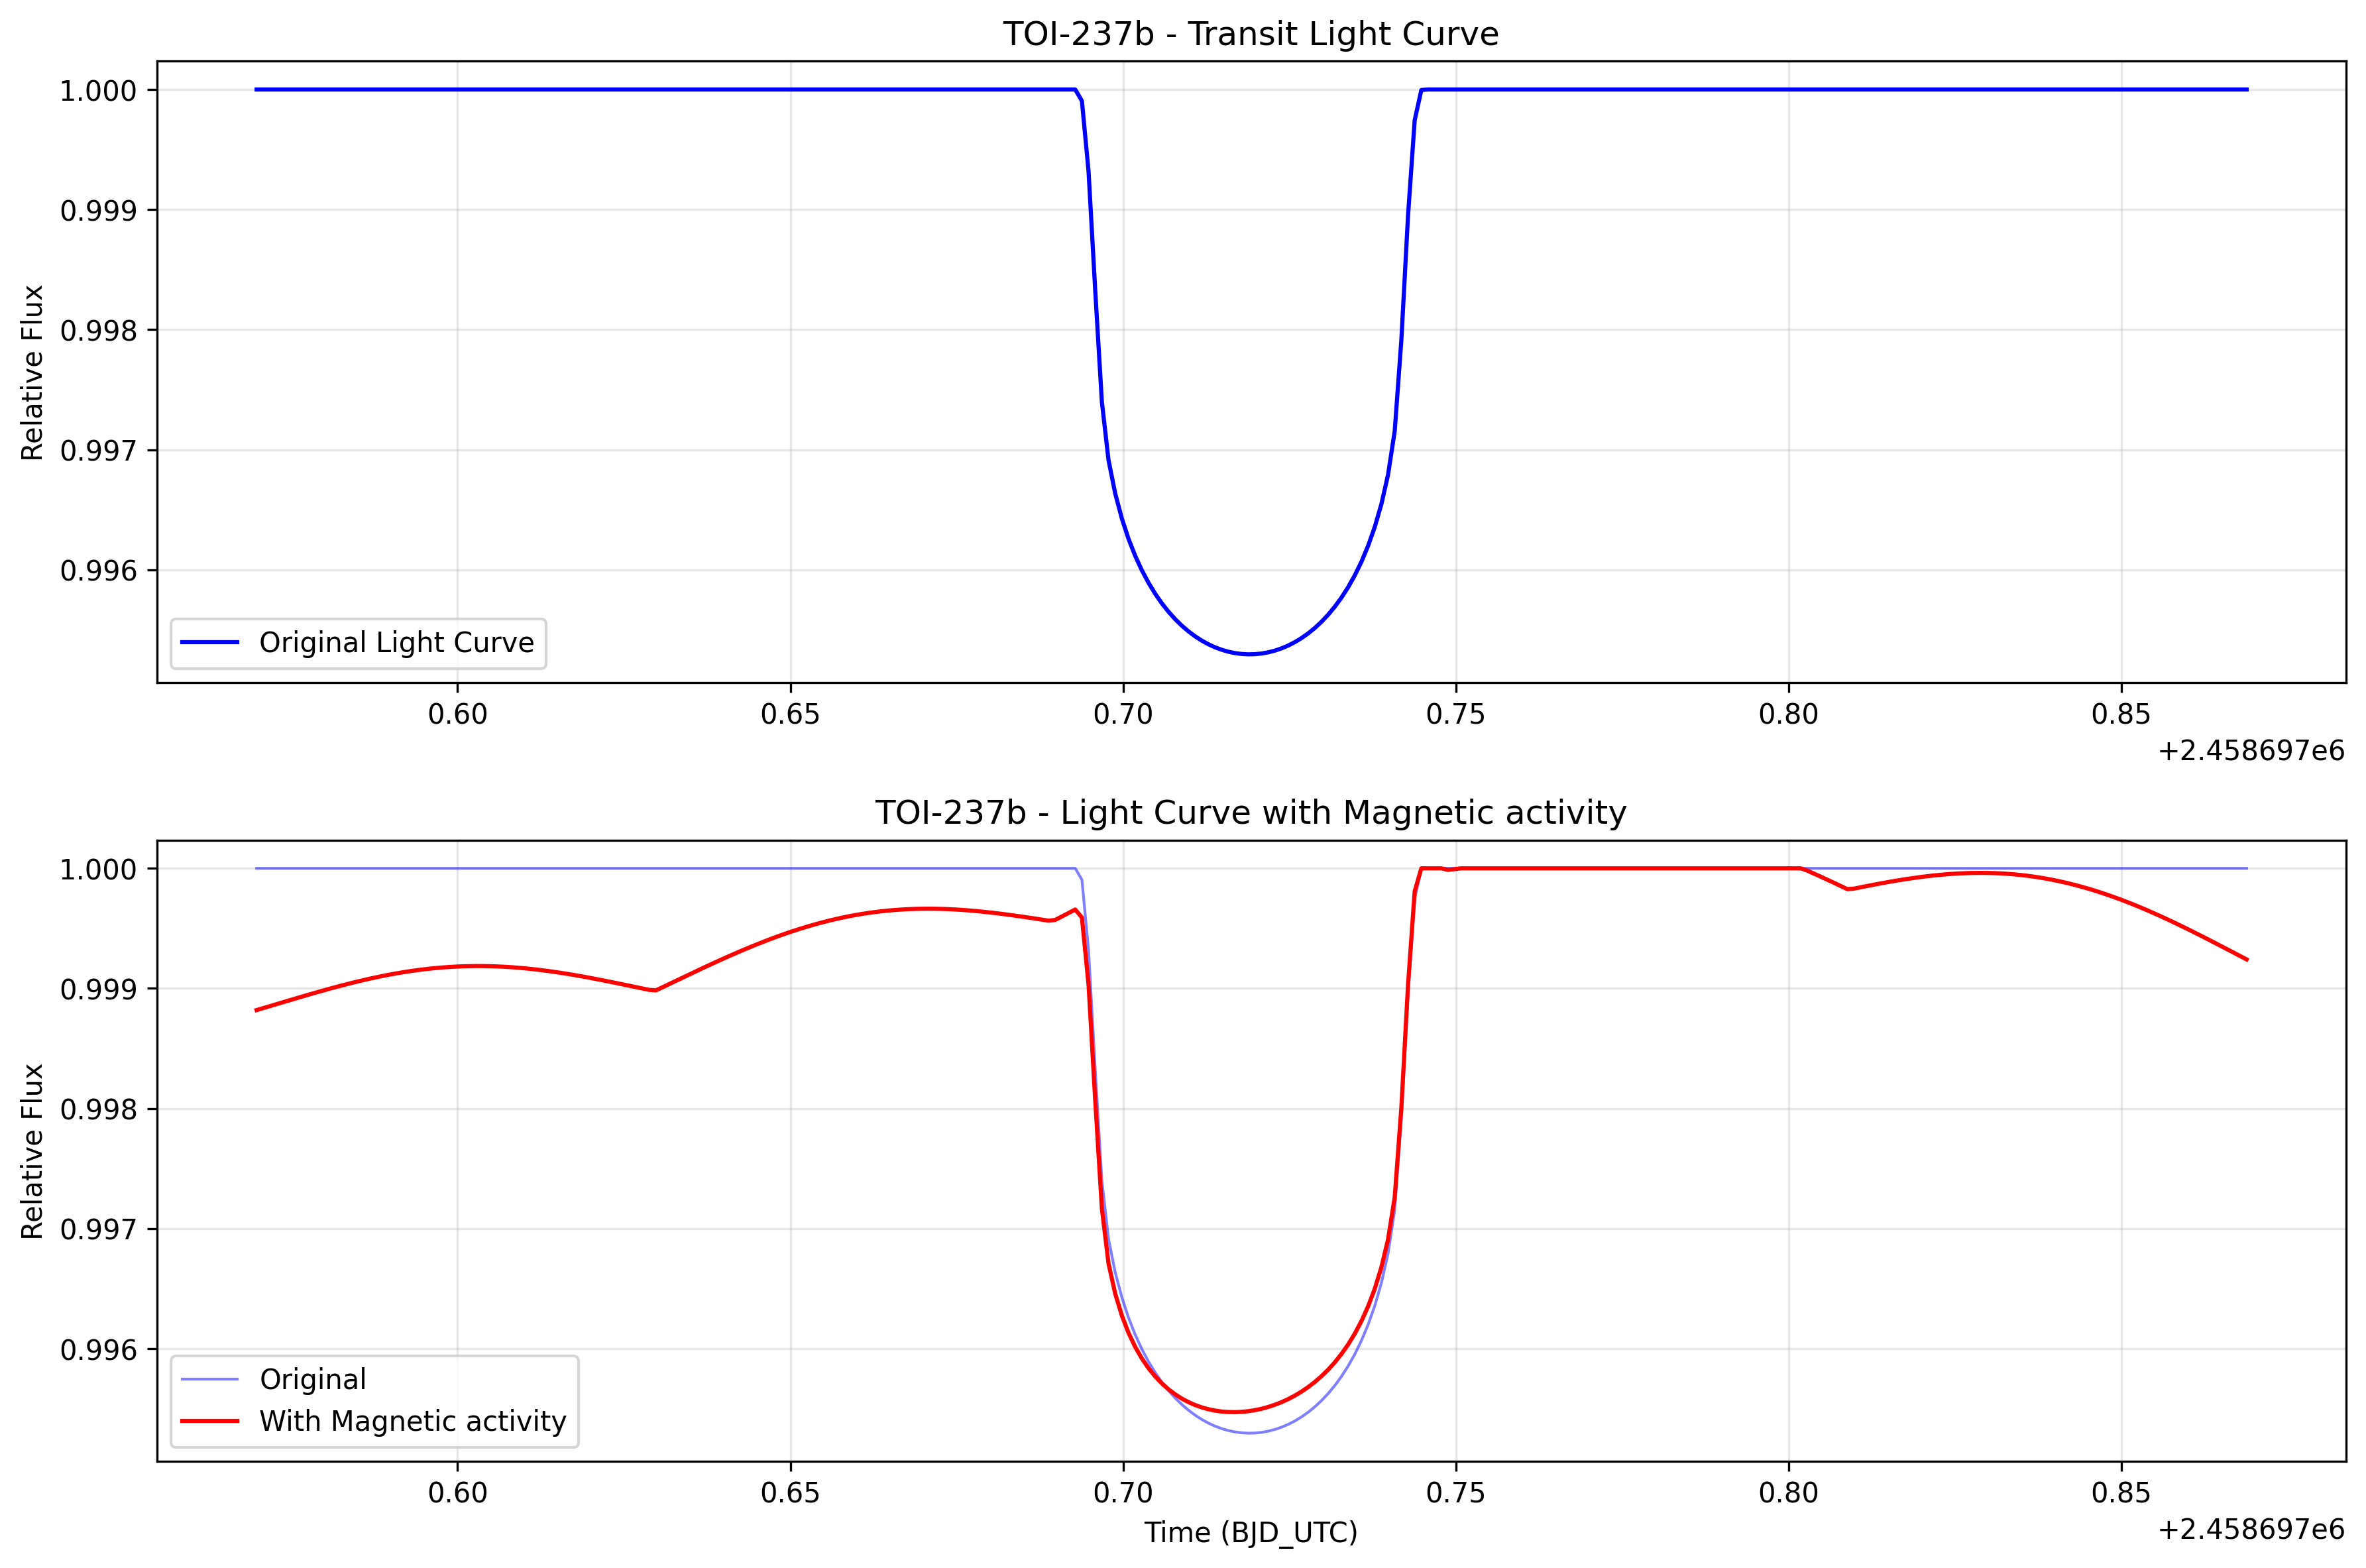 TOI-237b - Transit Light Curve
Relative Flux
1.000
0.999
0.998
0.997
0.996
Original Light Curve
0.60 0.65 0.70 0.75 0.80 0.85
+2.458697e6
TOI-237b - Light Curve with Magnetic activity
Relative Flux
1.000
0.999
0.998
0.997
0.996
Original
With Magnetic activity
0.60 0.65 0.70 0.75 0.80 0.85
Time (BJD_UTC)
+2.458697e6